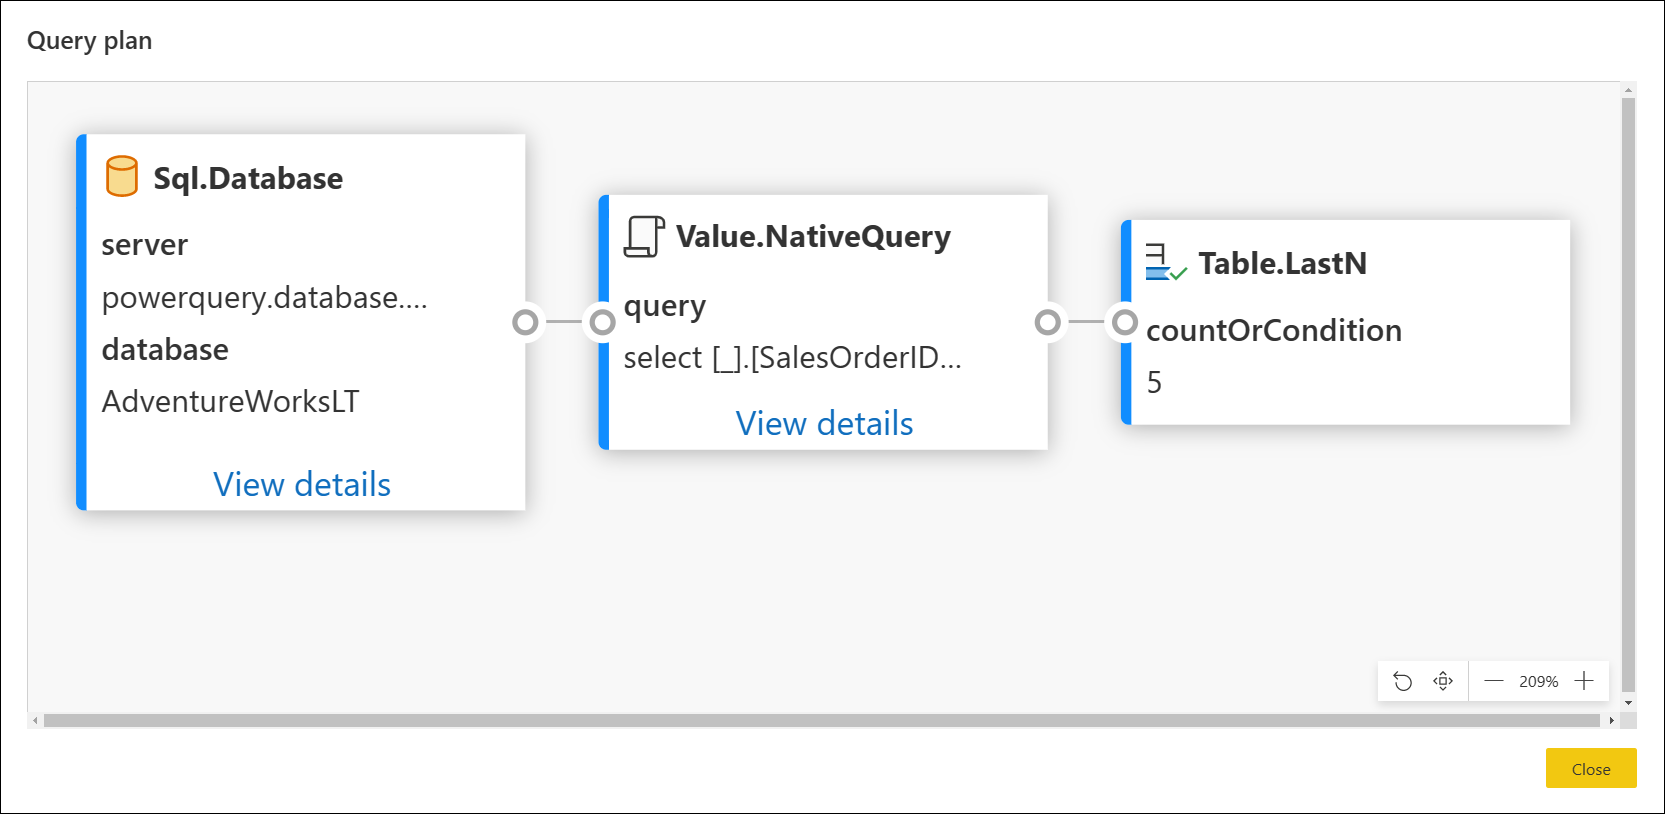 Query plan
Sql.Database
server
powerquery.database....
database
AdventureWorksLT
View details
Value.NativeQuery
query
select [_].[SalesOrderID...
View details
Table.LastN
countOrCondition
5
209%
Close